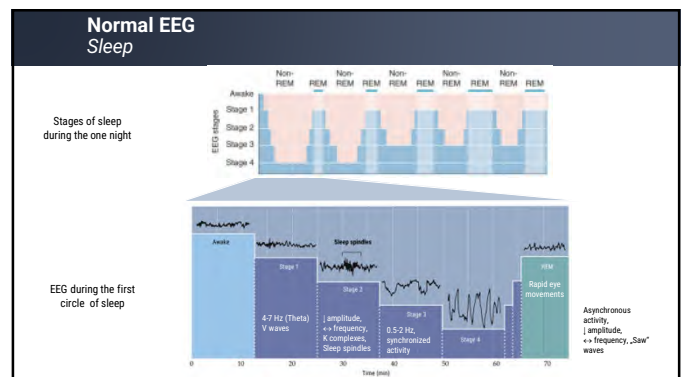 Normal EEG
Sleep
Non-REM REM Non-REM REM Non-REM REM Non-REM REM Non-REM REM
Awake
Stage 1
Stage 2
Stage 3
Stage 4
EEG stages
Stages of sleep
during the one night
Awake
Stage 1
Sleep spindles
Stage 2
Stage 3
Stage 4
REM
Rapid eye
movements
4-7 Hz (Theta)
V waves
↓ amplitude,
↔ frequency,
K complexes,
Sleep spindles
0.5-2 Hz,
synchronized
activity
EEG during the first
circle of sleep
Asynchronous
activity,
↓ amplitude,
↔ frequency, „Saw”
waves
0 10 20 30 40 50 60 70
Time (min)